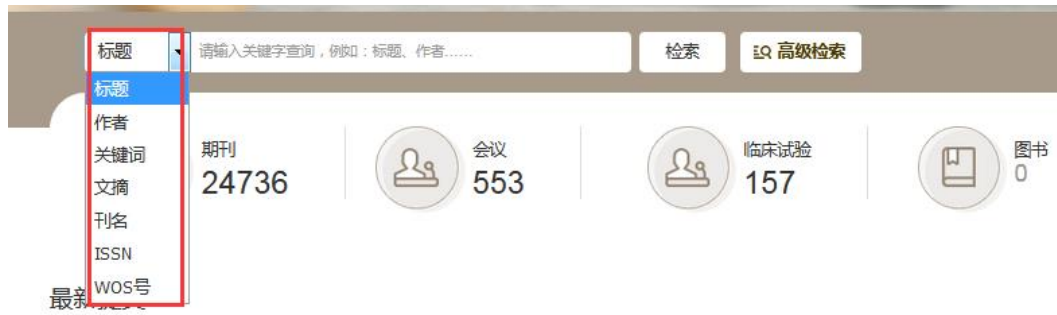 标题 请输入关键字查询，例如：标题、作者…… 检索 高级检索
标题
作者
关键词
文摘
刊名
ISSN
WOS号
期刊
24736
会议
553
临床试验
157
图书
0
最新